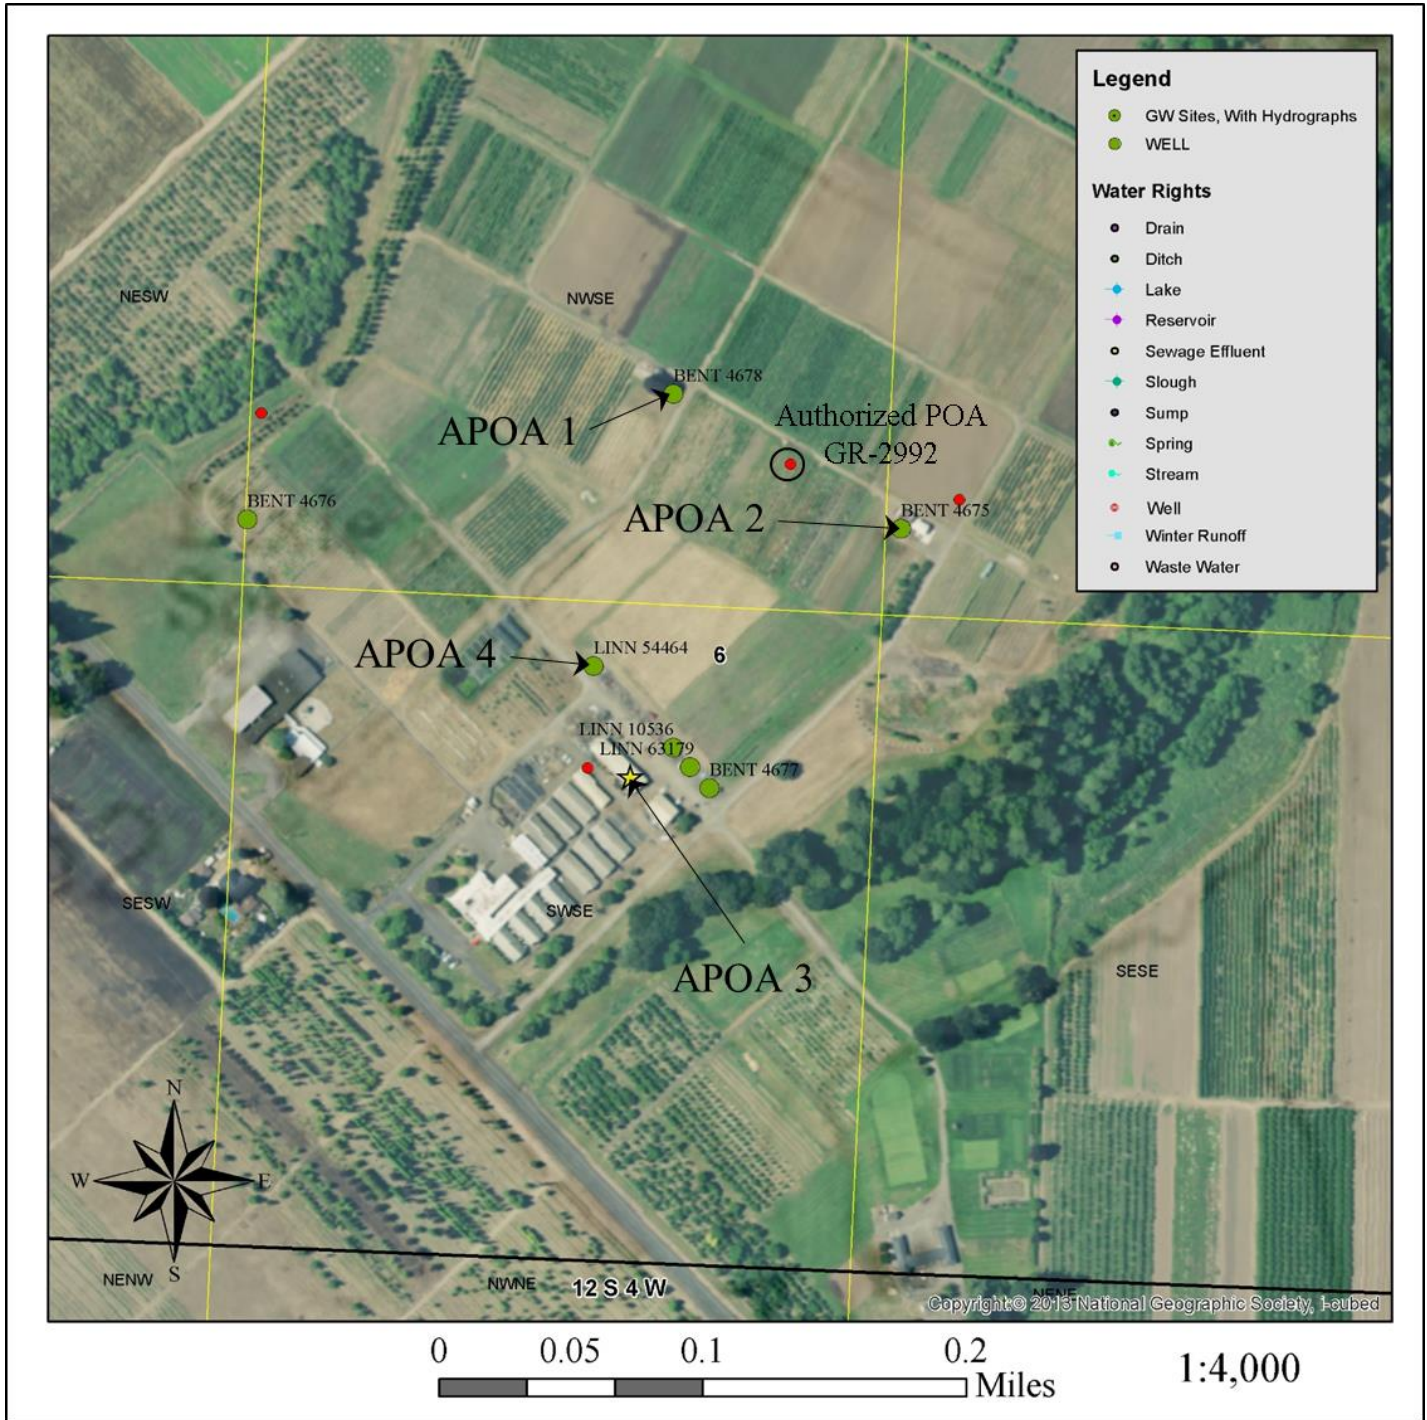 Legend
GW Sites, With Hydrographs
WELL
Water Rights
Drain
Ditch
Lake
Reservoir
Sewage Effluent
Slough
Sump
Spring
Stream
Well
Winter Runoff
Waste Water
NESW
NWSE
BENT 4678
APOA 1
Authorized POA
GR-2992
BENT 4676
APOA 2
BENT 4675
APOA 4
LINN 54464
6
LINN 10536
LINN 63179
BENT 4677
SESW
SWSE
APOA 3
SESE
N
W
E
S
NENW
NWNE
12 S 4 W
NENE
Copyright:© 2013 National Geographic Society, i-cubed
0
0.05
0.1
0.2
Miles
1:4,000